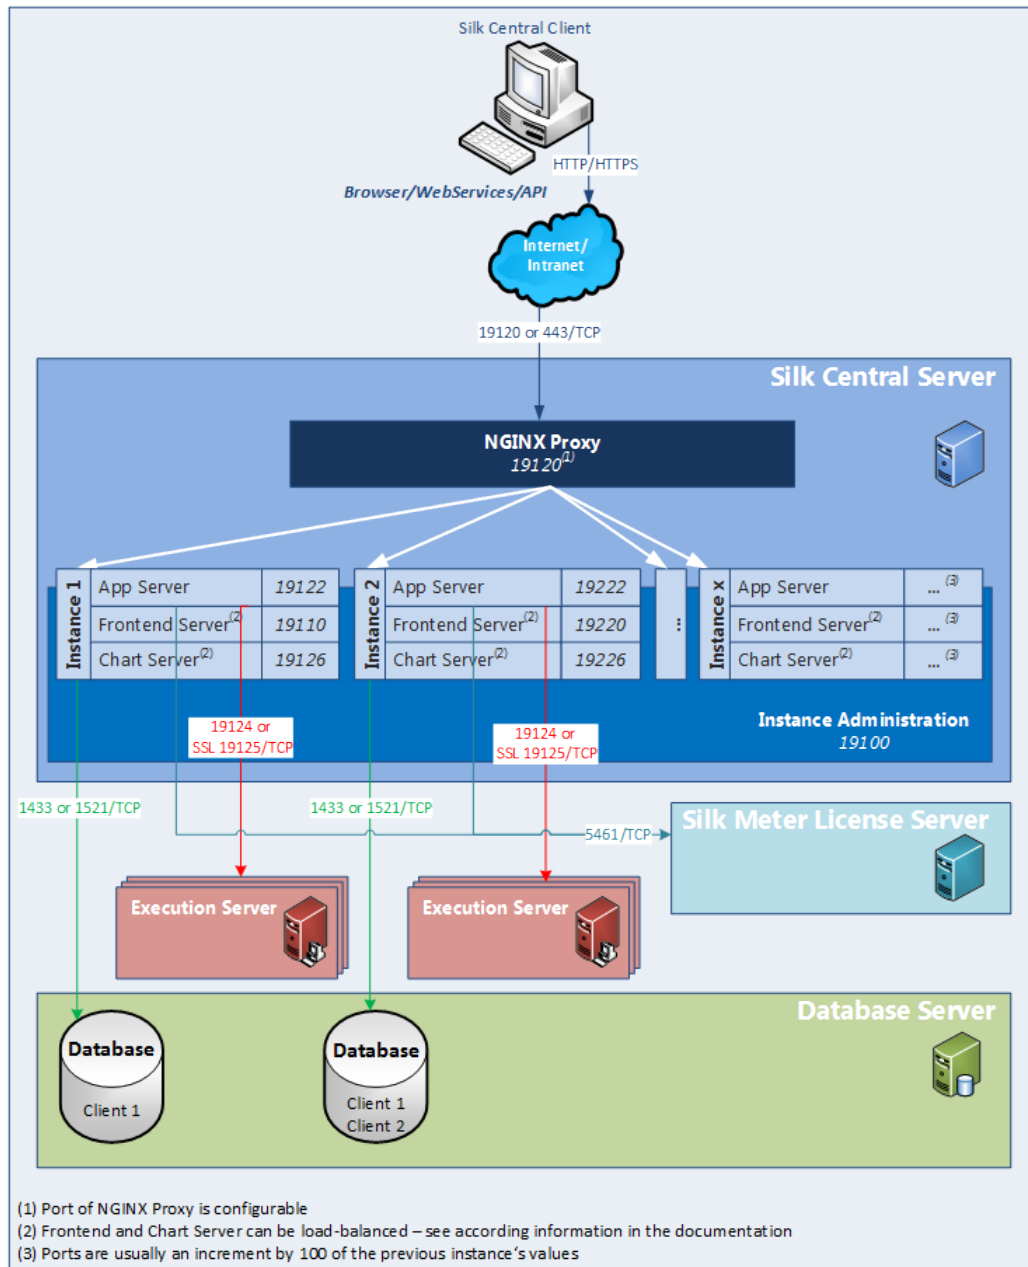 Silk Central Client
HTTP/HTTPS
Browser/WebServices/API
Internet/
Intranet
19120 or 443/TCP
Silk Central Server
NGINX Proxy
19120(1)
Instance 1
App Server 19122
Frontend Server(2) 19110
Chart Server(2) 19126
Instance 2
App Server 19222
Frontend Server(2) 19220
Chart Server(2) 19226
...
Instance x
App Server ... (3)
Frontend Server(2) ... (3)
Chart Server(2) ... (3)
19124 or
SSL 19125/TCP
19124 or
SSL 19125/TCP
Instance Administration
19100
1433 or 1521/TCP
1433 or 1521/TCP
5461/TCP
Silk Meter License Server
Execution Server
Execution Server
Database Server
Database
Client 1
Database
Client 1
Client 2
(1) Port of NGINX Proxy is configurable
(2) Frontend and Chart Server can be load-balanced – see according information in the documentation
(3) Ports are usually an increment by 100 of the previous instance's values